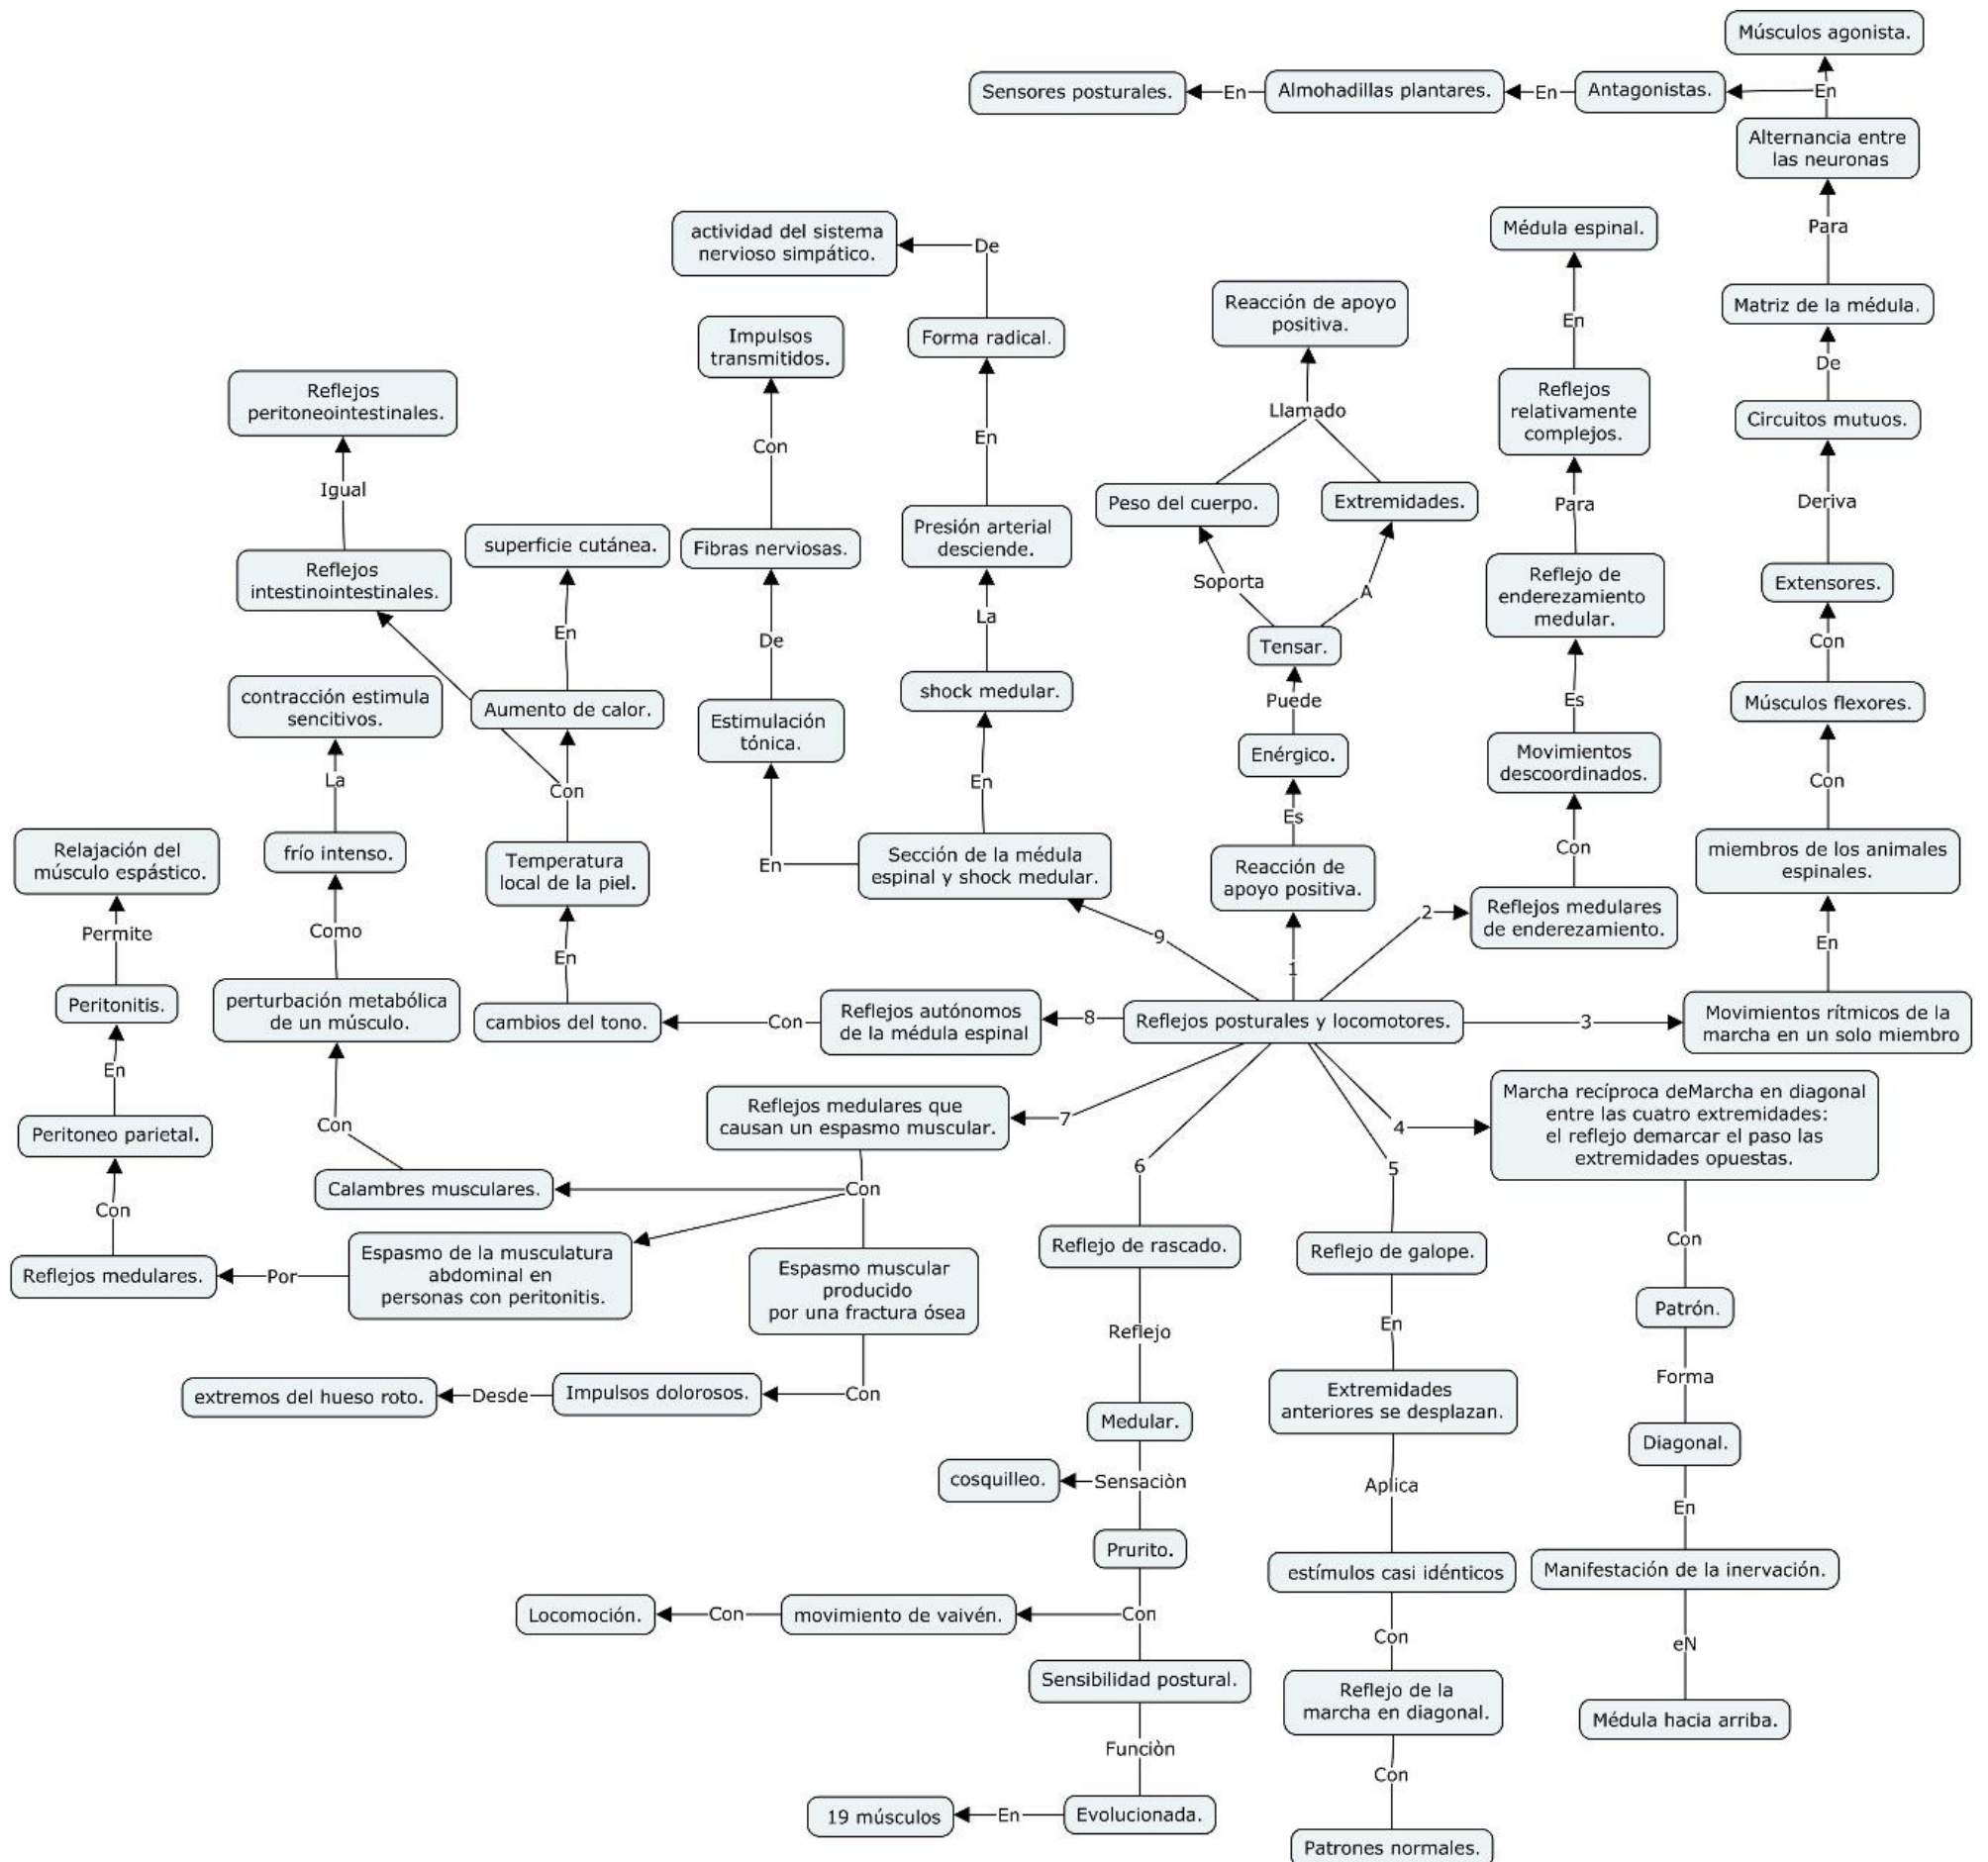 Músculos agonista.
Sensores posturales.
En
Almohadillas plantares.
En
Antagonistas.
En
Alternancia entre
las neuronas
Para
Matriz de la médula.
De
Circuitos mutuos.
Deriva
Extensores.
Con
Músculos flexores.
Con
miembros de los animales
espinales.
En
Movimientos rítmicos de la
marcha en un solo miembro
3
Médula espinal.
En
Reflejos
relativamente
complejos.
Para
Reflejo de
enderezamiento
medular.
Es
Movimientos
descoordinados.
Con
Reflejos medulares
de enderezamiento.
2
Reacción de apoyo
positiva.
Llamado
Peso del cuerpo.
Extremidades.
Soporta
A
Tensar.
Puede
Enérgico.
Es
Reacción de
apoyo positiva.
1
actividad del sistema
nervioso simpático.
De
Forma radical.
En
Presión arterial
desciende.
La
shock medular.
En
Impulsos
transmitidos.
Con
Fibras nerviosas.
De
Estimulación
tónica.
En
Sección de la médula
espinal y shock medular.
9
Reflejos posturales y locomotores.
Reflejos
peritoneointestinales.
Igual
Reflejos
intestinointestinales.
superficie cutánea.
En
Aumento de calor.
Con
Temperatura
local de la piel.
En
cambios del tono.
Con
Reflejos autónomos
de la médula espinal
8
contracción estimula
sencitivos.
La
frío intenso.
Como
perturbación metabólica
de un músculo.
Con
Calambres musculares.
Relajación del
músculo espástico.
Permite
Peritonitis.
En
Peritoneo parietal.
Con
Reflejos medulares.
Por
Espasmo de la musculatura
abdominal en
personas con peritonitis.
Reflejos medulares que
causan un espasmo muscular.
7
Con
Espasmo muscular
producido
por una fractura ósea
Con
Impulsos dolorosos.
Desde
extremos del hueso roto.
6
Reflejo de rascado.
Reflejo
Medular.
Sensaciòn
cosquilleo.
Prurito.
Con
movimiento de vaivén.
Con
Locomoción.
Sensibilidad postural.
Funciòn
Evolucionada.
En
19 músculos
5
Reflejo de galope.
En
Extremidades
anteriores se desplazan.
Aplica
estímulos casi idénticos
Con
Reflejo de la
marcha en diagonal.
Con
Patrones normales.
4
Marcha recíproca deMarcha en diagonal
entre las cuatro extremidades:
el reflejo demarcar el paso las
extremidades opuestas.
Con
Patrón.
Forma
Diagonal.
En
Manifestación de la inervación.
eN
Médula hacia arriba.